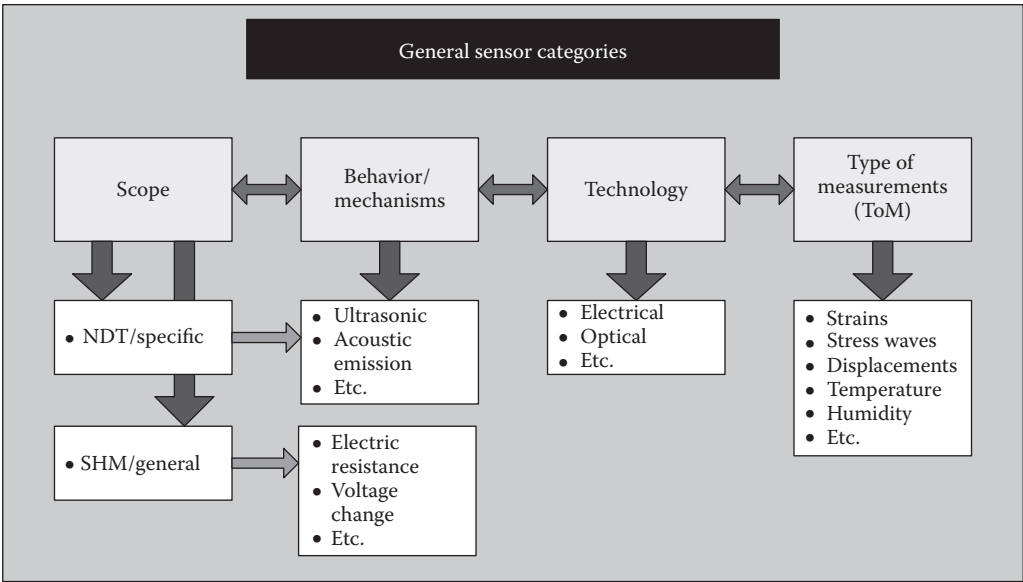 General sensor categories
Scope
Behavior/
mechanisms
Technology
Type of
measurements
(ToM)
• NDT/specific
• Ultrasonic
• Acoustic
emission
• Etc.
• Electrical
• Optical
• Etc.
• Strains
• Stress waves
• Displacements
• Temperature
• Humidity
• Etc.
• SHM/general
• Electric
resistance
• Voltage
change
• Etc.